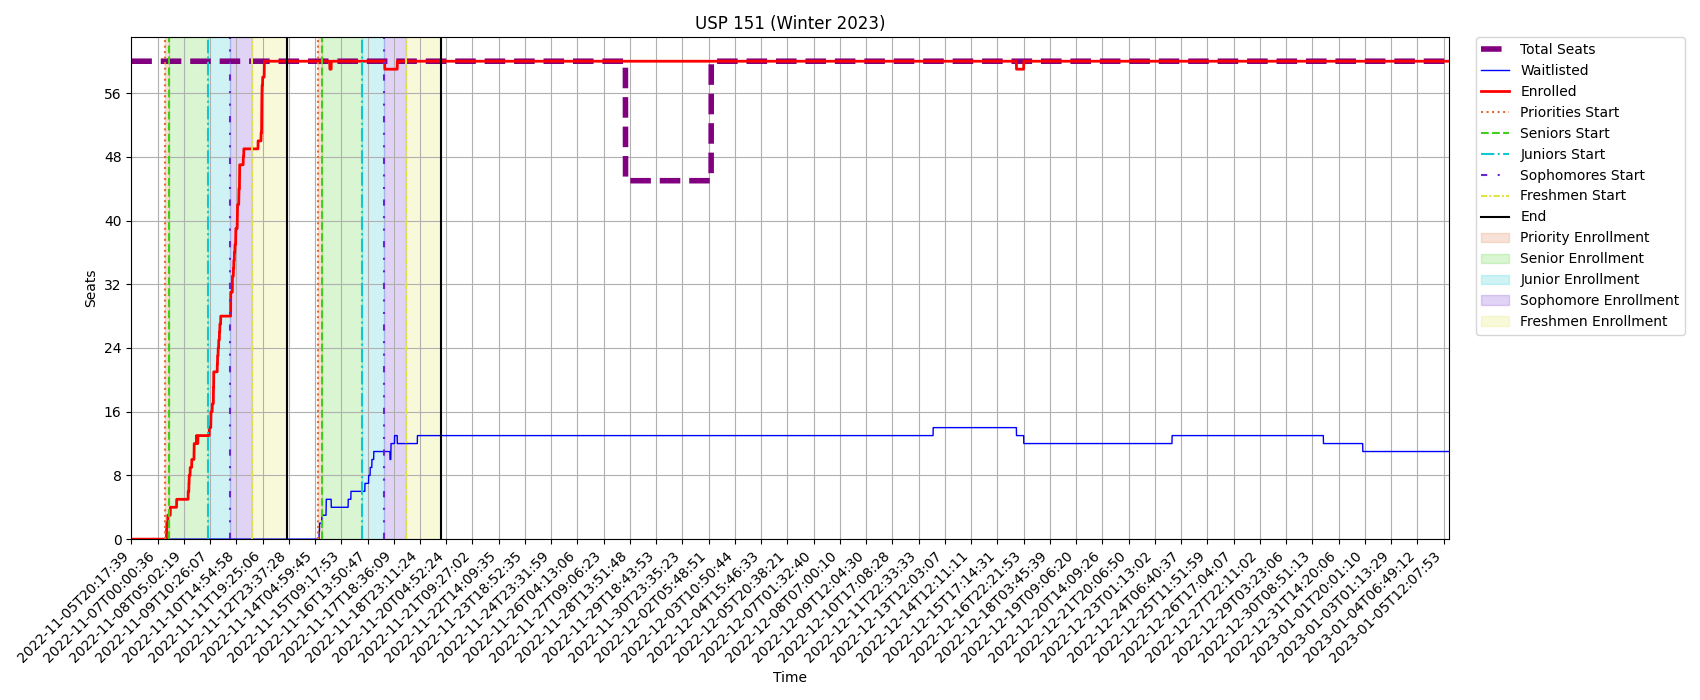 USP 151 (Winter 2023)
Total Seats
Waitlisted
Enrolled
Priorities Start
Seniors Start
Juniors Start
Sophomores Start
Freshmen Start
End
Priority Enrollment
Senior Enrollment
Junior Enrollment
Sophomore Enrollment
Freshmen Enrollment
Seats
56
48
40
32
24
16
8
0
2022-11-05T20:17:39
2022-11-07T00:00:36
2022-11-08T05:02:19
2022-11-09T10:26:07
2022-11-10T14:54:58
2022-11-11T19:25:06
2022-11-12T23:37:28
2022-11-14T04:59:45
2022-11-15T09:17:53
2022-11-16T13:50:47
2022-11-17T18:36:09
2022-11-18T23:11:24
2022-11-20T04:52:24
2022-11-21T09:27:02
2022-11-22T14:09:35
2022-11-23T18:52:35
2022-11-24T23:31:59
2022-11-26T04:13:06
2022-11-27T09:06:23
2022-11-28T13:51:48
2022-11-29T18:43:53
2022-11-30T23:35:23
2022-12-02T05:48:51
2022-12-03T10:50:44
2022-12-04T15:46:33
2022-12-05T20:38:21
2022-12-07T01:32:40
2022-12-08T07:00:10
2022-12-09T12:04:30
2022-12-10T17:08:28
2022-12-11T22:33:33
2022-12-13T12:03:07
2022-12-14T12:11:11
2022-12-15T17:14:31
2022-12-16T22:21:53
2022-12-18T03:45:39
2022-12-19T09:06:20
2022-12-20T14:09:26
2022-12-21T20:06:50
2022-12-23T01:13:02
2022-12-24T06:40:37
2022-12-25T11:51:59
2022-12-26T17:04:07
2022-12-27T22:11:02
2022-12-29T03:23:06
2022-12-30T08:51:13
2022-12-31T14:20:06
2023-01-01T20:01:10
2023-01-03T01:13:29
2023-01-04T06:49:12
2023-01-05T12:07:53
Time